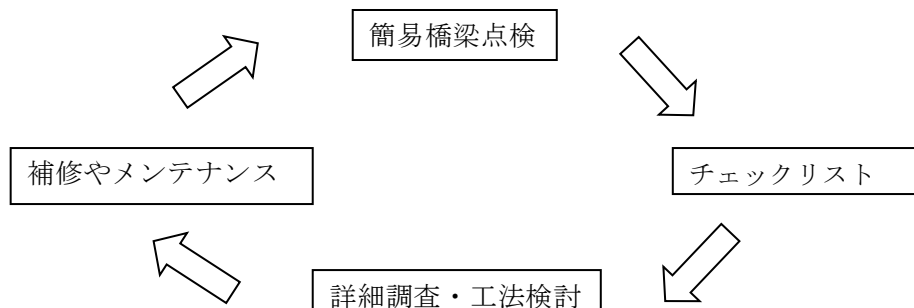 簡易橋梁点検
補修やメンテナンス
チェックリスト
詳細調査・工法検討